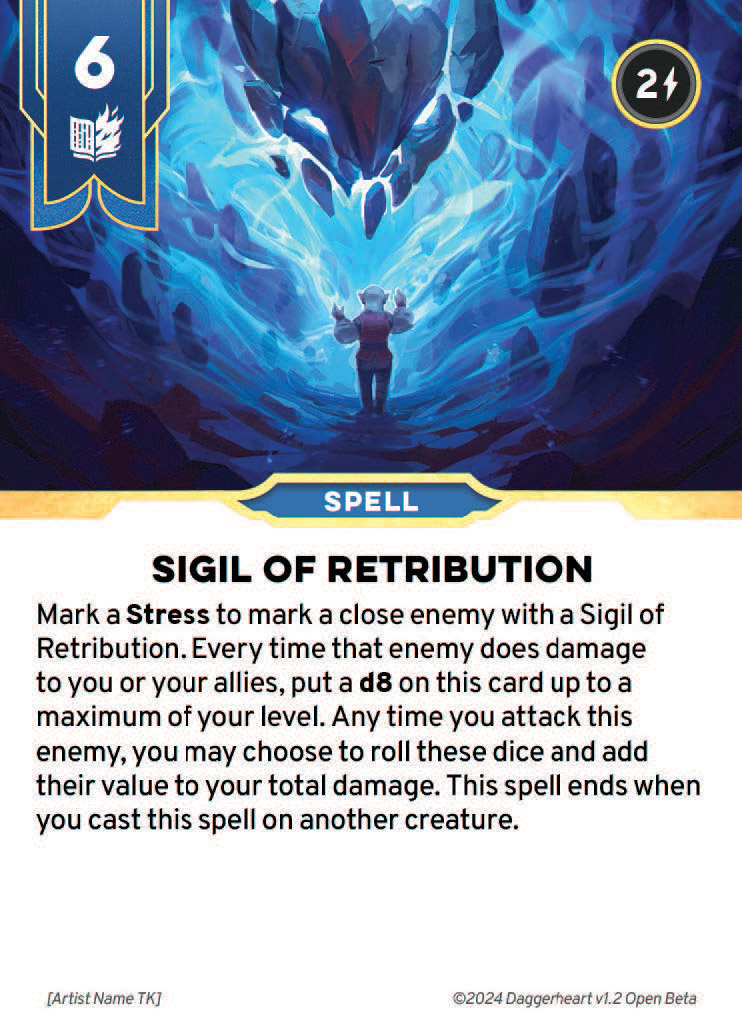 6
2
SPELL
SIGIL OF RETRIBUTION
Mark a Stress to mark a close enemy with a Sigil of
Retribution. Every time that enemy does damage
to you or your allies, put a d8 on this card up to a
maximum of your level. Any time you attack this
enemy, you may choose to roll these dice and add
their value to your total damage. This spell ends when
you cast this spell on another creature.
[Artist Name TK]
©2024 Daggerheart v1.2 Open Beta